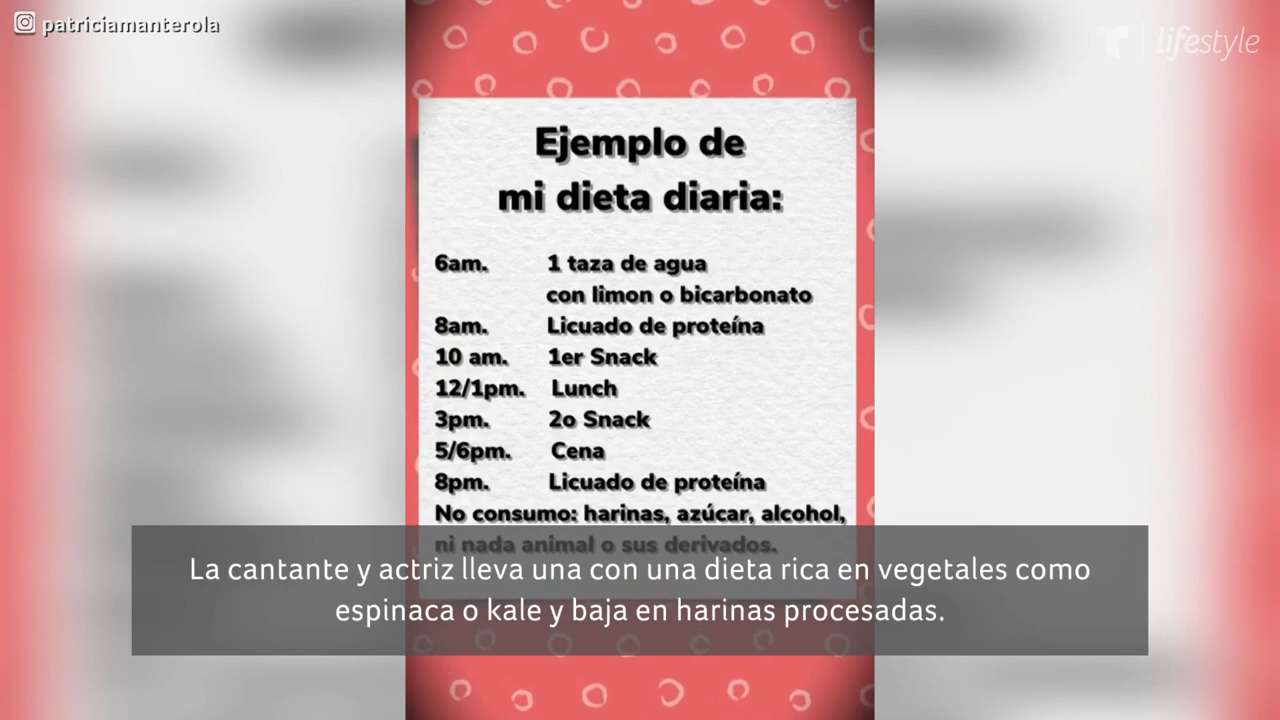 patriciamanterola
lifestyle
Ejemplo de
mi dieta diaria:
6am. 1 taza de agua
con limon o bicarbonato
8am. Licuado de proteína
10 am. 1er Snack
12/1pm. Lunch
3pm. 2o Snack
5/6pm. Cena
8pm. Licuado de proteína
No consumo: harinas, azúcar, alcohol,
ni nada animal o sus derivados.
La cantante y actriz lleva una con una dieta rica en vegetales como
espinaca o kale y baja en harinas procesadas.